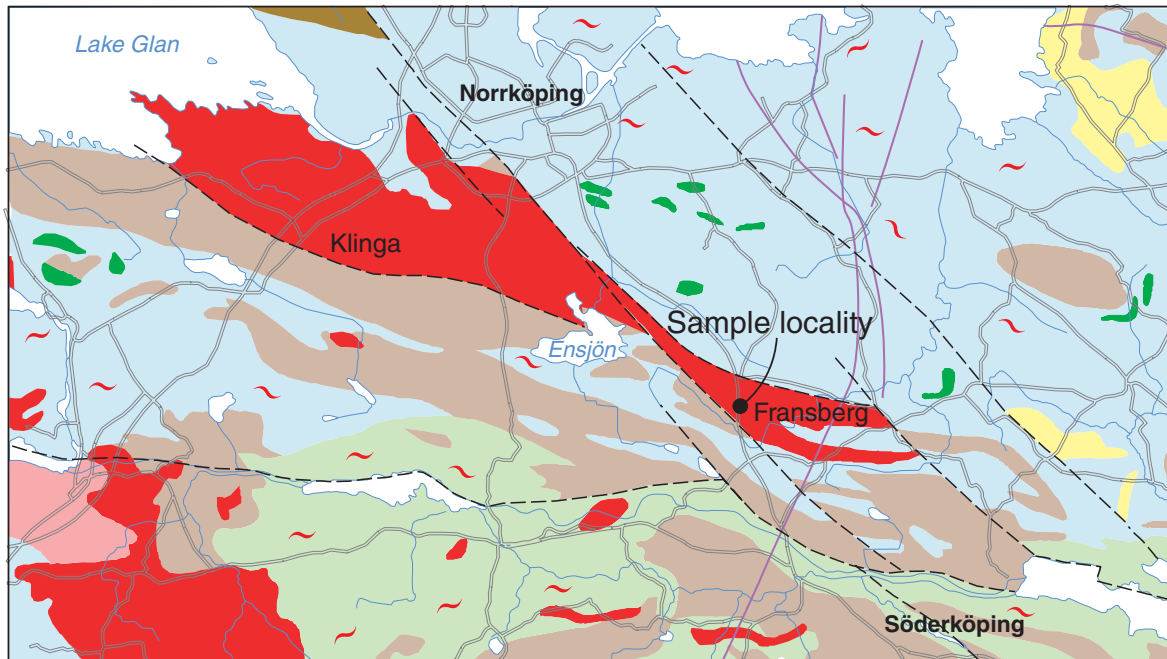 Lake Glan
Norrköping
Klinga
Sample locality
Ensjön
Fransberg
Söderköping